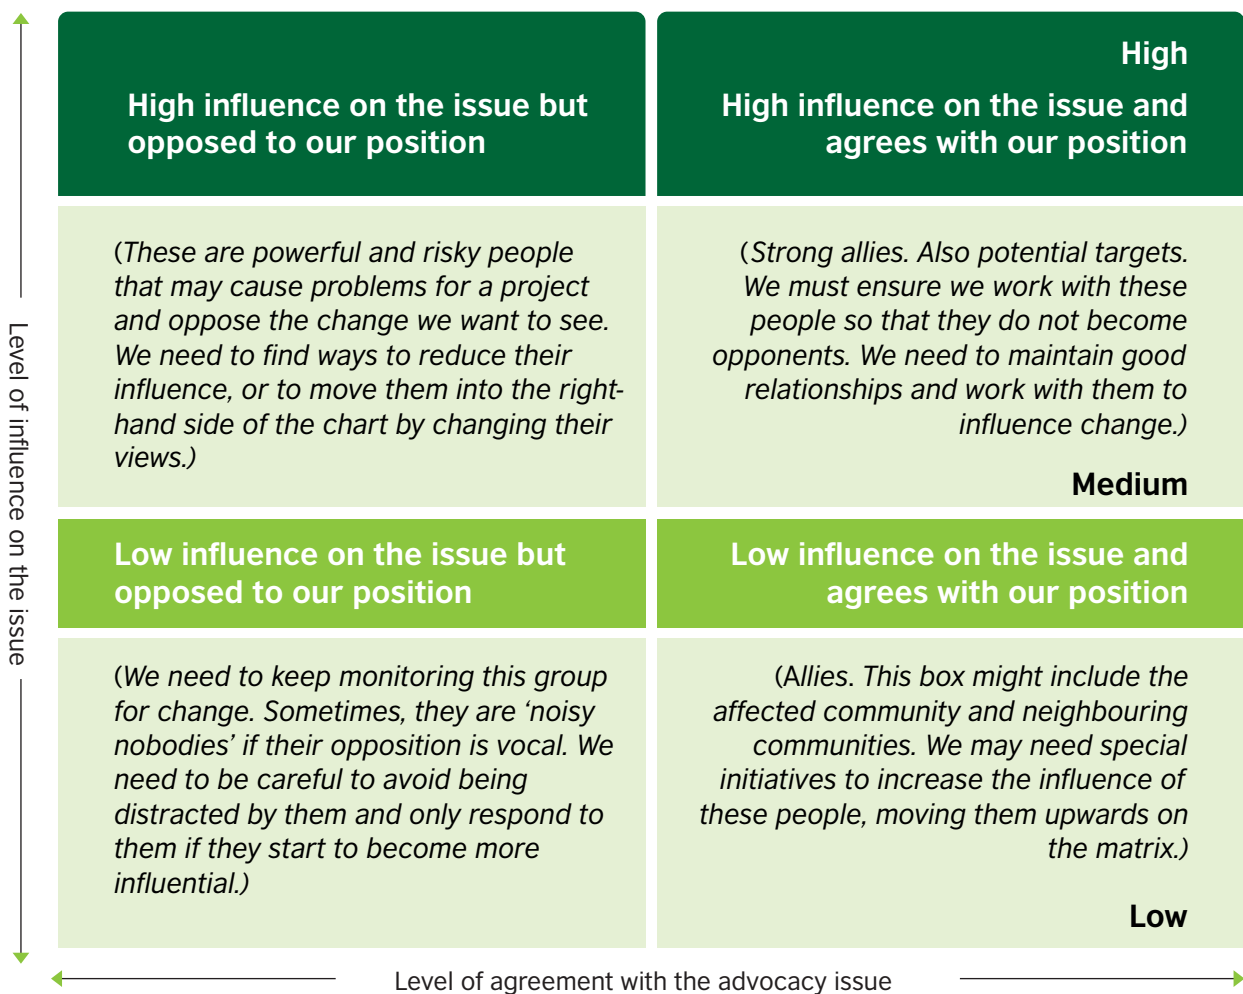 Level of influence on the issue
High influence on the issue but
opposed to our position
High
High influence on the issue and
agrees with our position
(These are powerful and risky people
that may cause problems for a project
and oppose the change we want to see.
We need to find ways to reduce their
influence, or to move them into the right-
hand side of the chart by changing their
views.)
(Strong allies. Also potential targets.
We must ensure we work with these
people so that they do not become
opponents. We need to maintain good
relationships and work with them to
influence change.)
Medium
Low influence on the issue but
opposed to our position
Low influence on the issue and
agrees with our position
(We need to keep monitoring this group
for change. Sometimes, they are ‘noisy
nobodies’ if their opposition is vocal. We
need to be careful to avoid being
distracted by them and only respond to
them if they start to become more
influential.)
(Allies. This box might include the
affected community and neighbouring
communities. We may need special
initiatives to increase the influence of
these people, moving them upwards on
the matrix.)
Low
Level of agreement with the advocacy issue